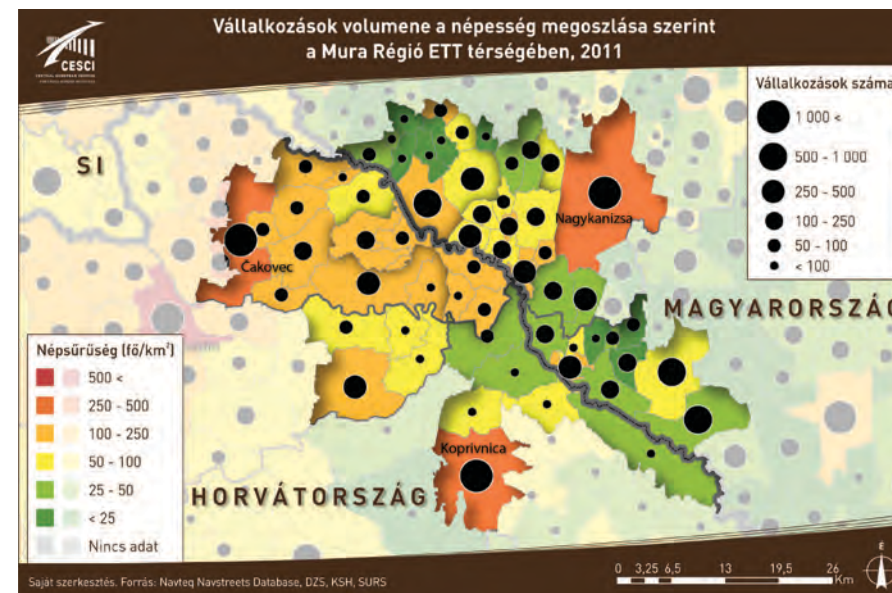 Vállalkozások volumene a népesség megoszlása szerint
a Mura Régió ETT térségében, 2011
CESCI
CENTRAL EUROPEAN SERVICE
Vállalkozások száma
1 000 <
500 - 1 000
250 - 500
100 - 250
50 - 100
< 100
SI
Nagykanizsa
Čakovec
MAGYARORSZÁG
Népsűrűség (fő/km²)
500 <
250 - 500
100 - 250
50 - 100
25 - 50
< 25
Nincs adat
Koprivnica
HORVÁTORSZÁG
Saját szerkesztés. Forrás: Navteq Navstreets Database, DZS, KSH, SURS
0 3,25 6,5 13 19,5 26
Km
É